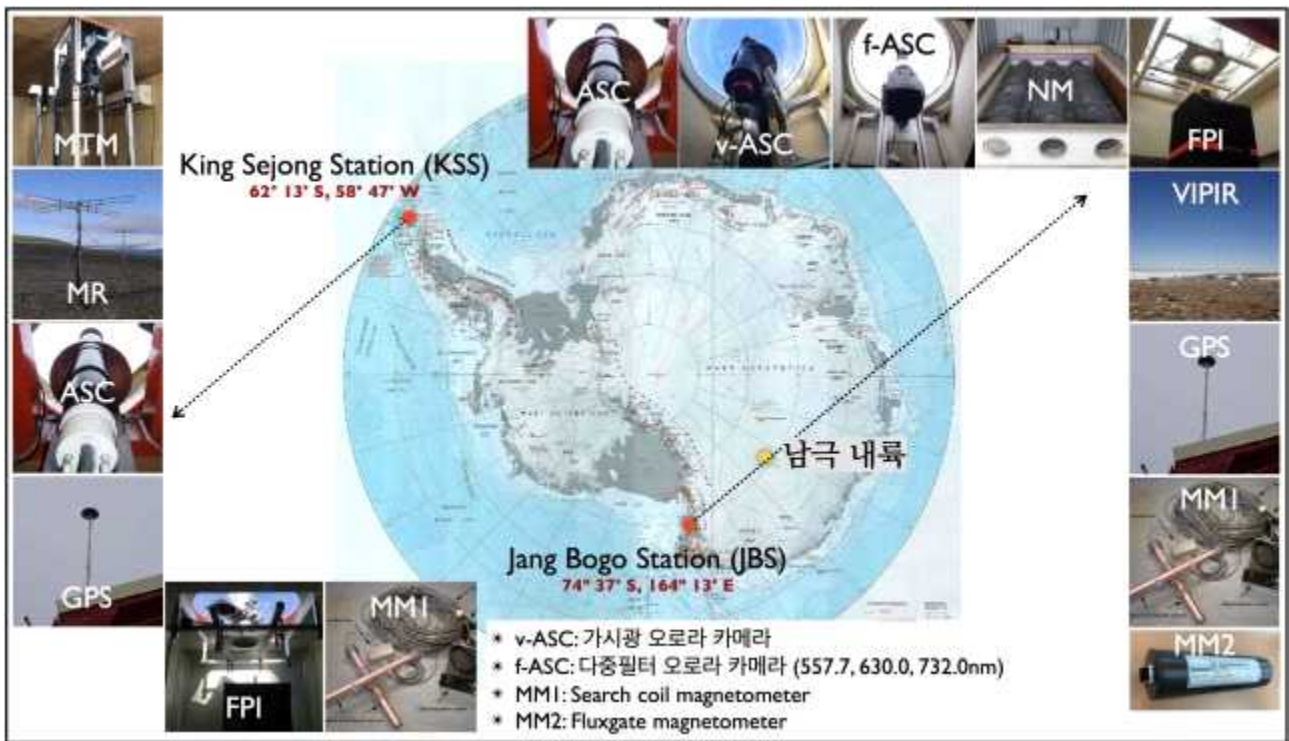 MTM
MR
ASC
GPS
FPI
MM1
King Sejong Station (KSS)
62° 13' S, 58° 47' W
ASC
v-ASC
f-ASC
NM
FPI
VIPIR
GPS
MM1
MM2
남극 내륙
Jang Bogo Station (JBS)
74° 37' S, 164° 13' E
* v-ASC: 가시광 오로라 카메라
* f-ASC: 다중필터 오로라 카메라 (557.7, 630.0, 732.0nm)
* MM1: Search coil magnetometer
* MM2: Fluxgate magnetometer